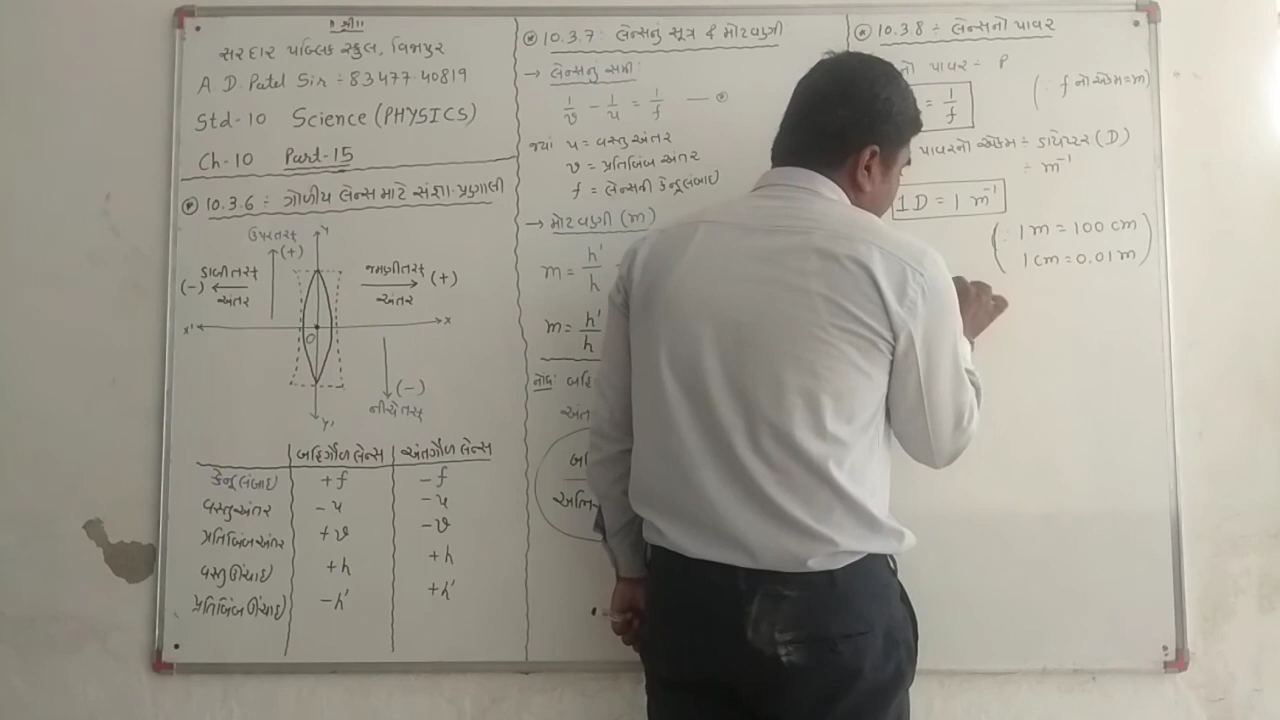 ॥ શ્રી ॥
સરદાર પબ્લિક સ્કુલ, વિજાપુર
A. D. Patel Sir ÷ 83477 40819
Std-10 Science (PHYSICS)
Ch-10 Part-15
10.3.6 ÷ ગોળીય લેન્સ માટે સંજ્ઞા પ્રણાલી
ઉપરતરફ
(+)
Y
ડાબીતરફ
(-)
અંતર
જમણીતરફ
(+)
અંતર
X'
O
X
(-)
નીચેતરફ
Y'
બહિર્ગોળ લેન્સ અંતર્ગોળ લેન્સ
કેન્દ્રલંબાઇ +f -f
વસ્તુઅંતર -u -u
પ્રતિબિંબઅંતર +v -v
વસ્તુઊંચાઇ +h +h
પ્રતિબિંબઊંચાઇ -h' +h'
10.3.7: લેન્સનું સૂત્ર & મોટવણી
→ લેન્સનું
1/v - 1/u = 1/f
જ્યાં u = વસ્તુઅંતર
v = પ્રતિબિંબ અંતર
f = લેન્સની કેન્દ્રલંબાઇ
→ મોટવણી (m)
m = h'/h
m = h'/h
નોંધ: બહિ
અંત
10.3.8 ÷ લેન્સનો પાવર
નો પાવર ÷ P
(∵ f નો એકમ = m)
= 1/f
પાવરનો એકમ ÷ ડાયોપ્ટર (D)
÷ m⁻¹
1 D = 1 m⁻¹
(∵ 1 m = 100 cm
1 cm = 0.01 m)